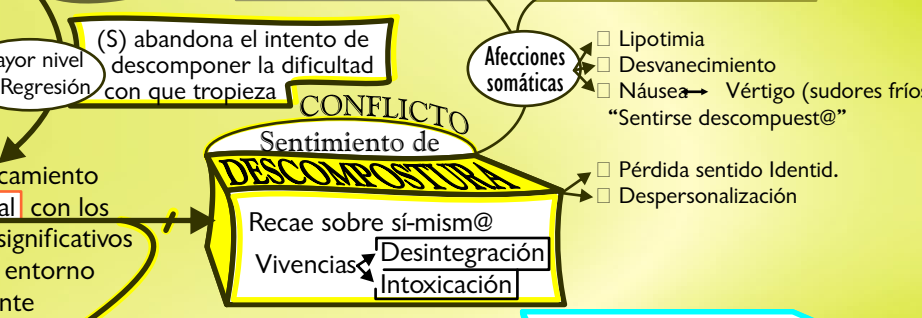 (S) abandona el intento de
descomponer la dificultad
con que tropieza
ayor nivel
Regresión
Afecciones
somáticas
Lipotimia
Desvanecimiento
Náusea Vértigo (sudores fríos
“Sentirse descompuest@”
CONFLICTO
Sentimiento de
DESCOMPOSTURA
Pérdida sentido Identid.
Despersonalización
Recae sobre sí-mism@
Vivencias
Desintegración
Intoxicación
camiento
al con los
significativos
entorno
nte